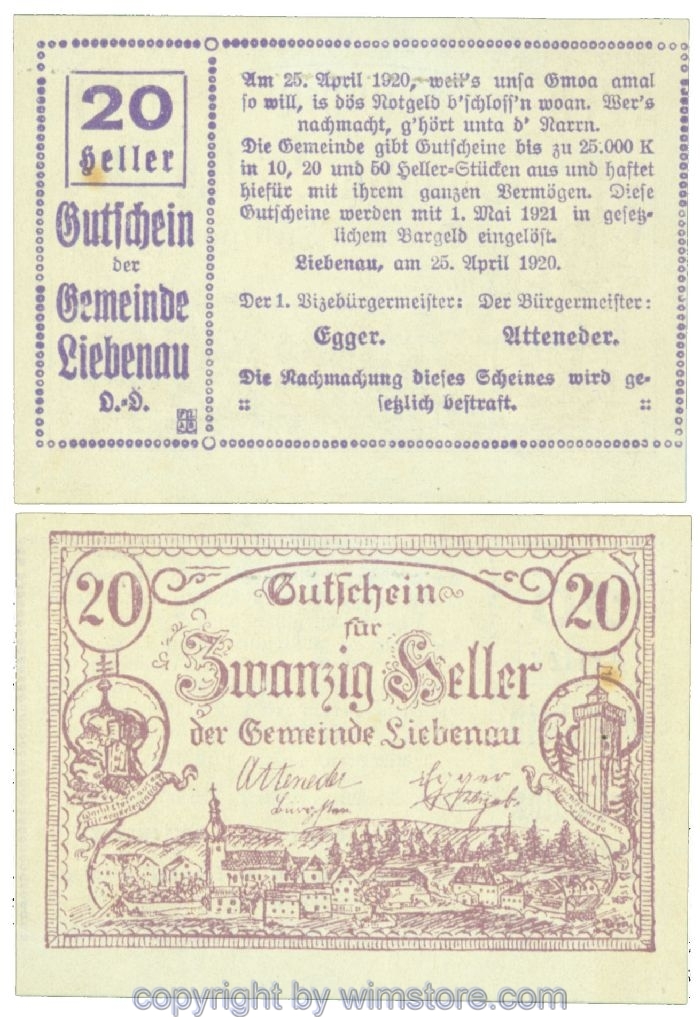 20
Heller
Gutschein
der
Gemeinde
Liebenau
O.=Ö.
Am 25. April 1920, weil's unsa Gmoa amal
so will, is dös Notgeld b'schloss'n woan. Wer's
nachmacht, g'hört unta d' Narrn.
Die Gemeinde gibt Gutscheine bis zu 25.000 K
in 10, 20 und 50 Heller=Stücken aus und haftet
hiefür mit ihrem ganzen Vermögen. Diese
Gutscheine werden mit 1. Mai 1921 in gesetz-
lichem Bargeld eingelöst.
Liebenau, am 25. April 1920.
Der 1. Vizebürgermeister: Der Bürgermeister:
Egger. Atteneder.
Die Nachmachung dieses Scheines wird ge-
:: setzlich bestraft. ::
20 20
Gutschein
für
Zwanzig Heller
der Gemeinde Liebenau
Atteneder Egger
copyright by wimstore.com